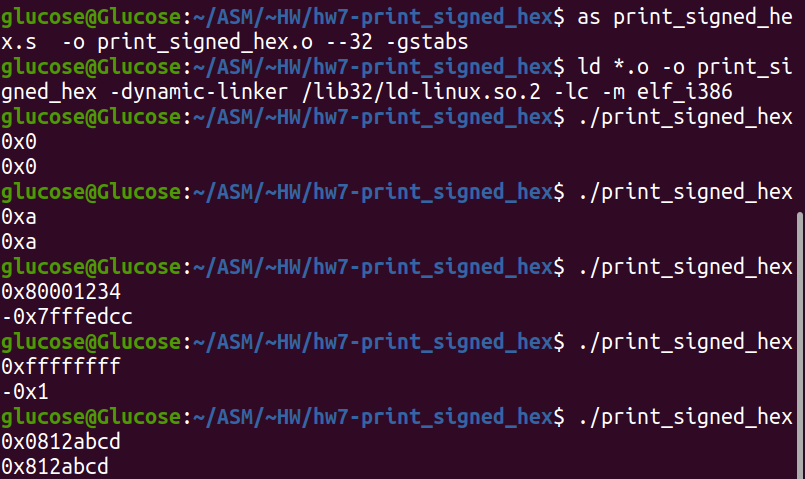 glucose@Glucose:~/ASM/~HW/hw7-print_signed_hex$ as print_signed_he
x.s  -o print_signed_hex.o --32 -gstabs
glucose@Glucose:~/ASM/~HW/hw7-print_signed_hex$ ld *.o -o print_si
gned_hex -dynamic-linker /lib32/ld-linux.so.2 -lc -m elf_i386
glucose@Glucose:~/ASM/~HW/hw7-print_signed_hex$ ./print_signed_hex
0x0
0x0
glucose@Glucose:~/ASM/~HW/hw7-print_signed_hex$ ./print_signed_hex
0xa
0xa
glucose@Glucose:~/ASM/~HW/hw7-print_signed_hex$ ./print_signed_hex
0x80001234
-0x7fffedcc
glucose@Glucose:~/ASM/~HW/hw7-print_signed_hex$ ./print_signed_hex
0xffffffff
-0x1
glucose@Glucose:~/ASM/~HW/hw7-print_signed_hex$ ./print_signed_hex
0x0812abcd
0x812abcd